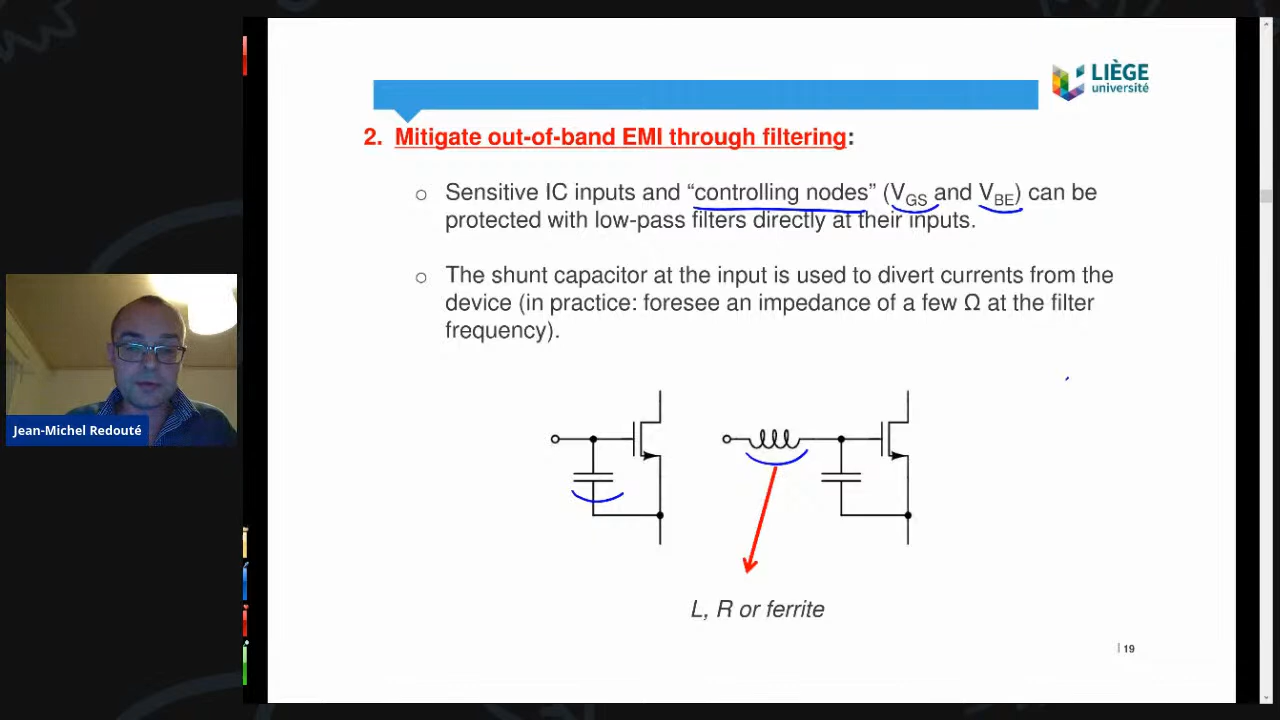 LIÈGE
université
2. Mitigate out-of-band EMI through filtering:
○ Sensitive IC inputs and “controlling nodes” (VGS and VBE) can be
protected with low-pass filters directly at their inputs.
○ The shunt capacitor at the input is used to divert currents from the
device (in practice: foresee an impedance of a few Ω at the filter
frequency).
Jean-Michel Redouté
L, R or ferrite
19